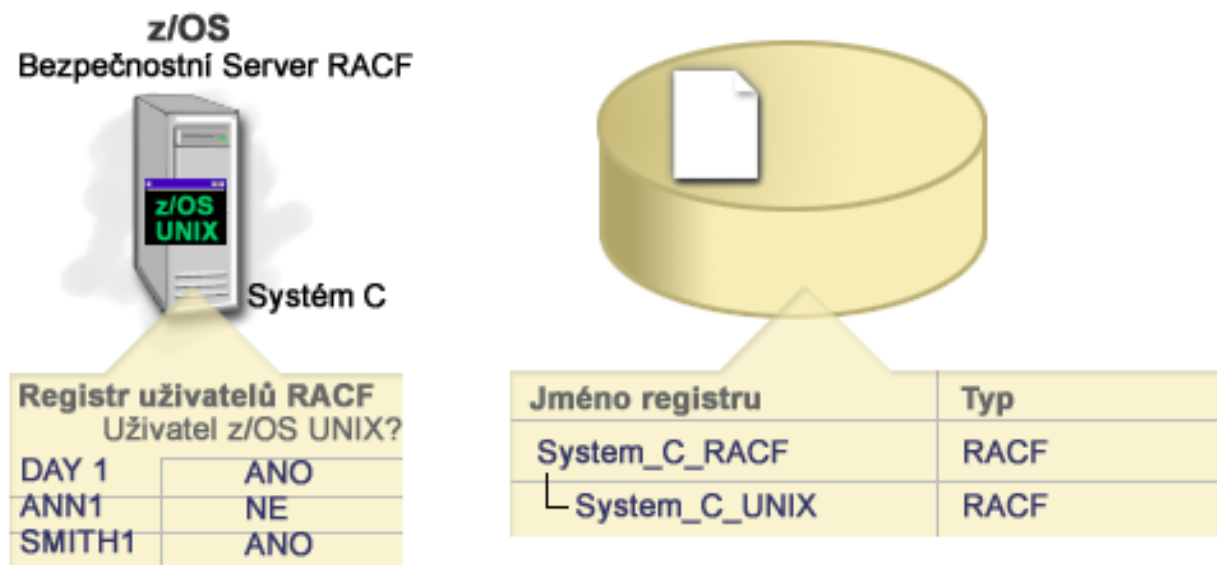 z/OS
Bezpečnostní Server RACF
z/OS
UNIX
Systém C
Registr uživatelů RACF
Uživatel z/OS UNIX?
DAY 1 ANO
ANN1 NE
SMITH1 ANO
Jméno registru Typ
System_C_RACF RACF
System_C_UNIX RACF